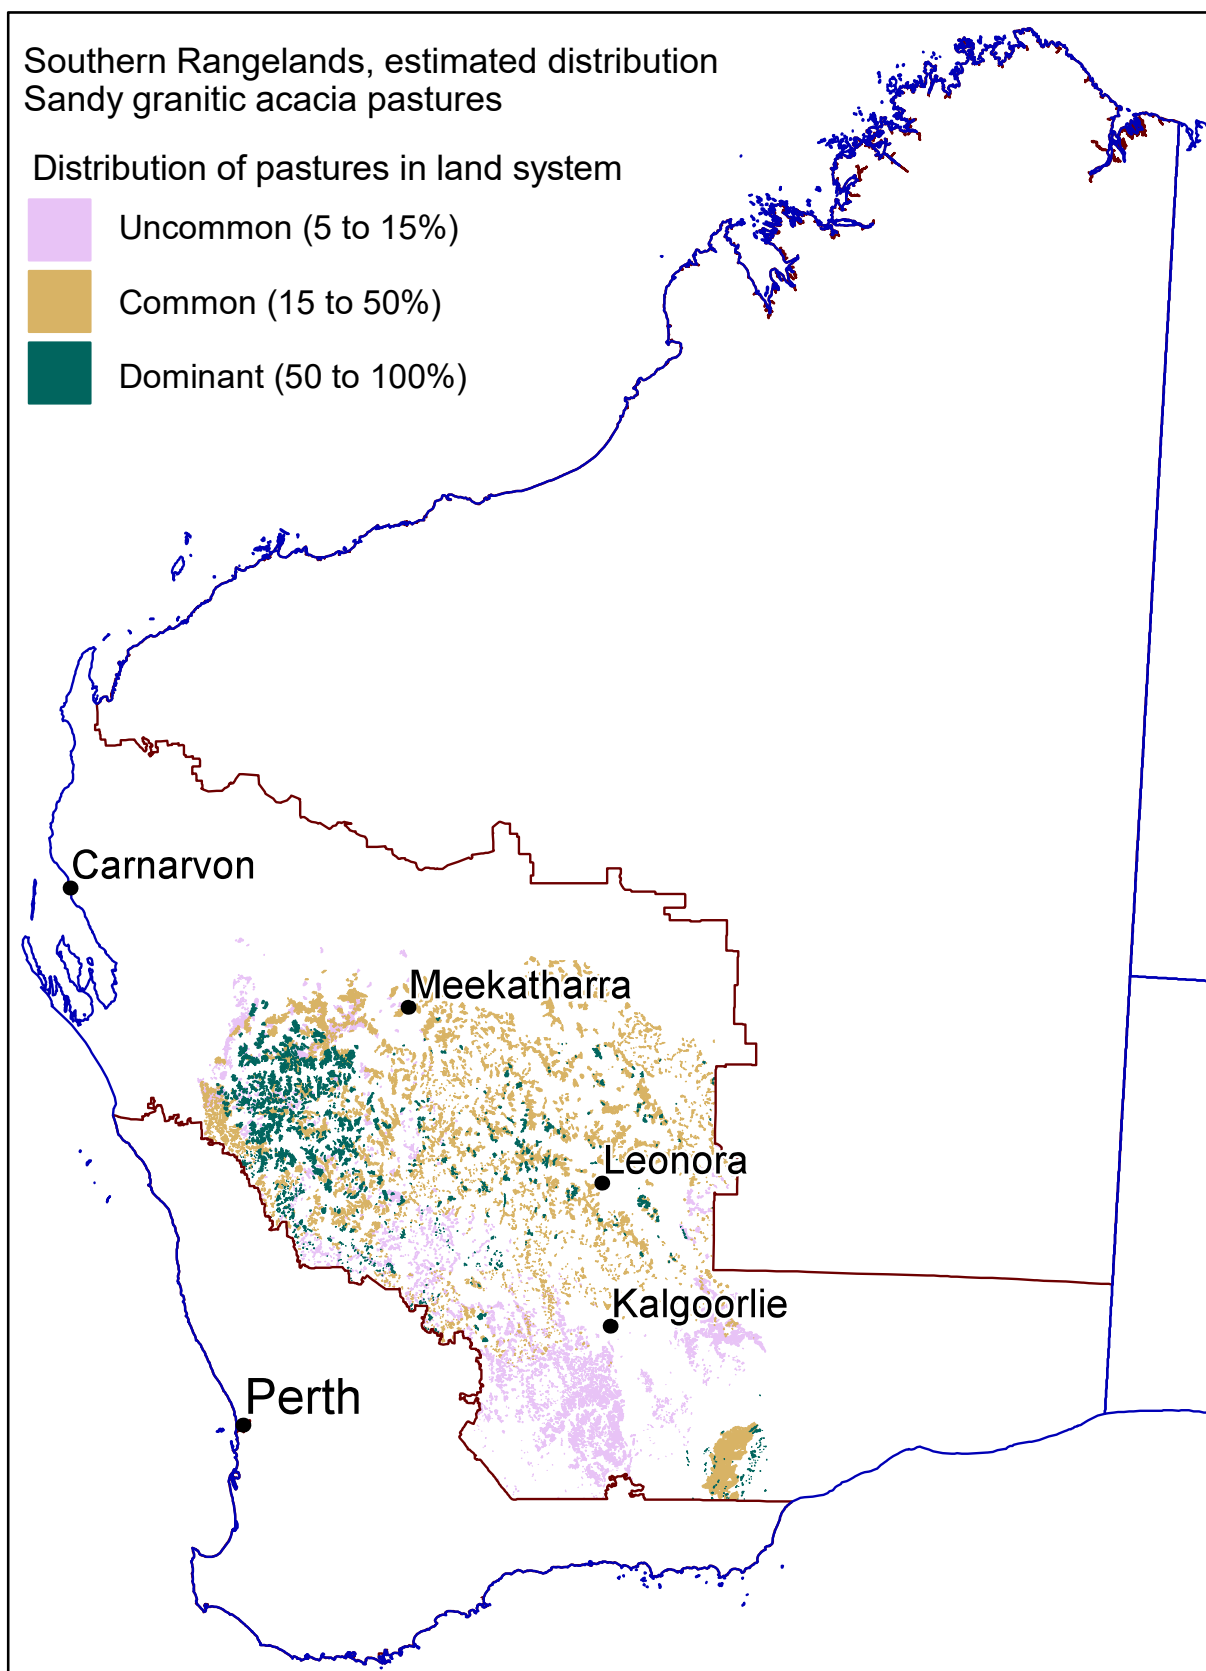 Southern Rangelands, estimated distribution
Sandy granitic acacia pastures
Distribution of pastures in land system
Uncommon (5 to 15%)
Common (15 to 50%)
Dominant (50 to 100%)
Carnarvon
Meekatharra
Leonora
Kalgoorlie
Perth